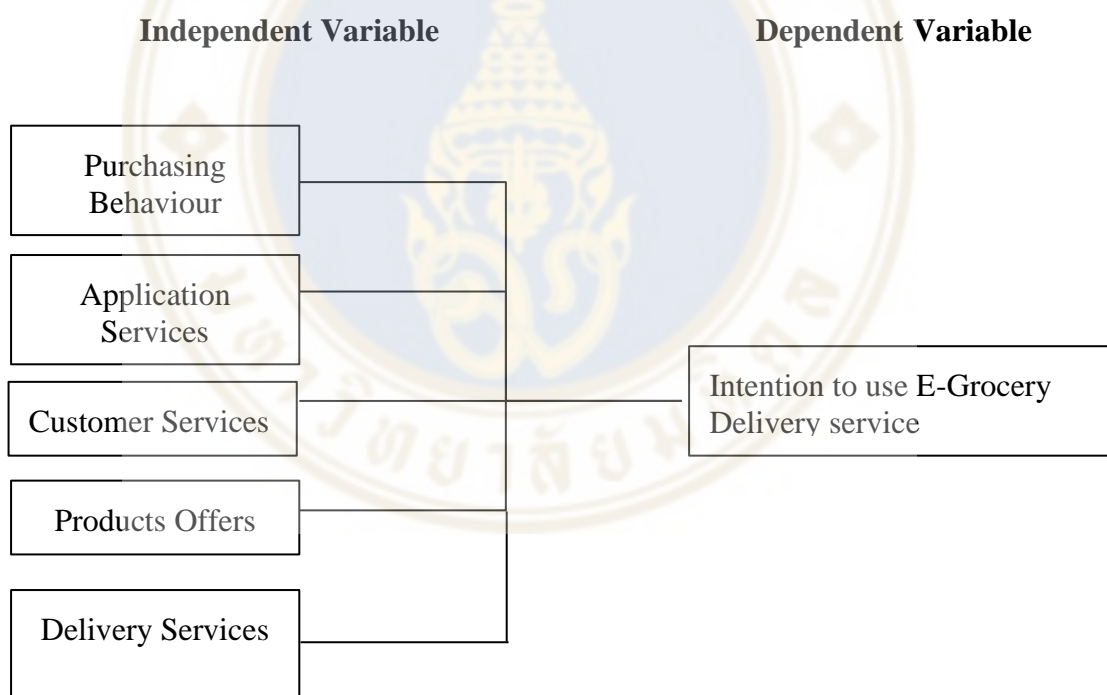 Independent Variable
Dependent Variable
Purchasing
Behaviour
Application
Services
Customer Services
Products Offers
Delivery Services
Intention to use E-Grocery
Delivery service